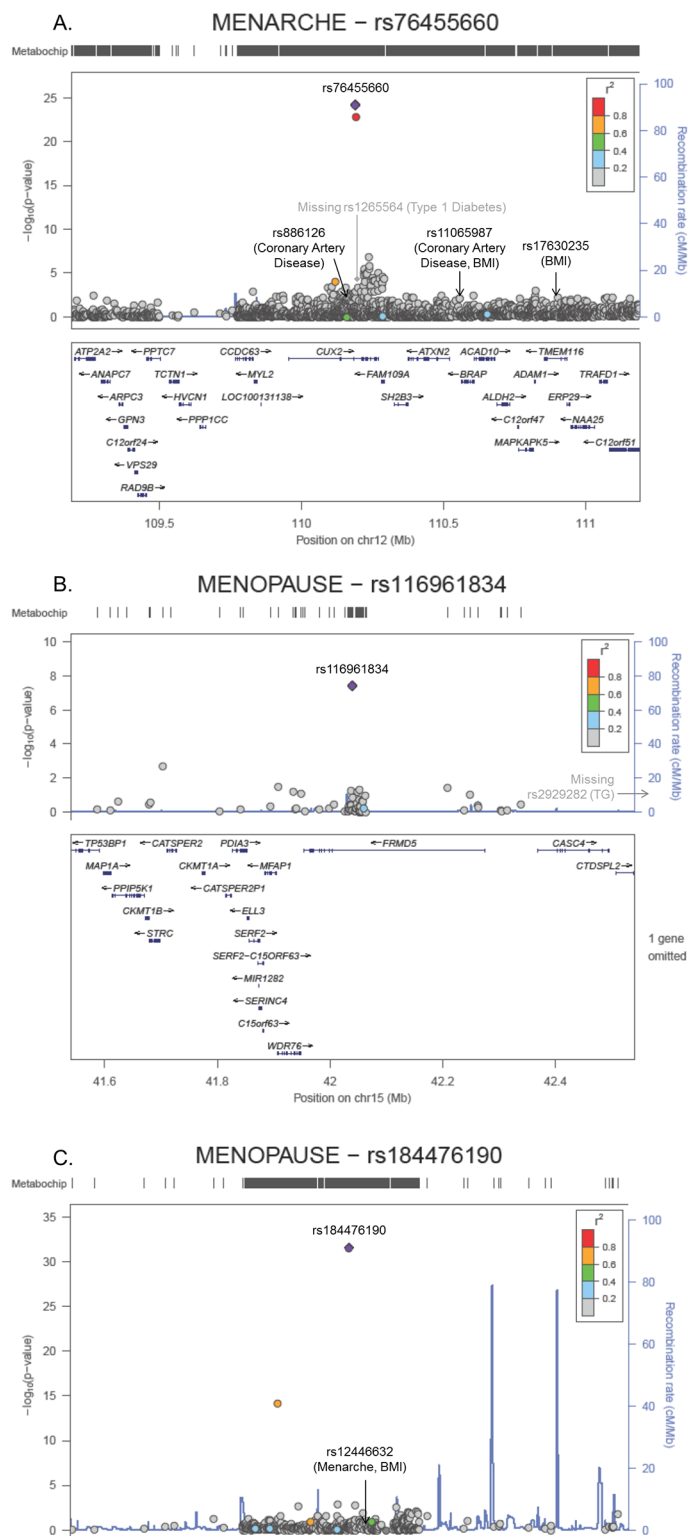 A.
MENARCHE – rs76455660
Metabochip
rs76455660
Missing rs1265564 (Type 1 Diabetes)
rs886126
(Coronary Artery
Disease)
rs11065987
(Coronary Artery
Disease, BMI)
rs17630235
(BMI)
r2
0.8
0.6
0.4
0.2
25
20
15
10
5
0
−log10(p−value)
100
80
60
40
20
0
Recombination rate (cM/Mb)
ATP2A2 PPTC7 CCDC63 CUX2 ATXN2 ACAD10 TMEM116
ANAPC7 TCTN1 MYL2 FAM109A BRAP ADAM1 TRAFD1
ARPC3 HVCN1 LOC100131138 SH2B3 ALDH2 ERP29
GPN3 PPP1CC C12orf47 NAA25
C12orf24 MAPKAPK5 C12orf51
VPS29
RAD9B
109.5 110 110.5 111
Position on chr12 (Mb)
B.
MENOPAUSE – rs116961834
Metabochip
rs116961834
Missing
rs2929282 (TG)
r2
0.8
0.6
0.4
0.2
10
8
6
4
2
0
−log10(p−value)
100
80
60
40
20
0
Recombination rate (cM/Mb)
TP53BP1 CATSPER2 PDIA3 FRMD5 CASC4
MAP1A CKMT1A MFAP1 CTDSPL2
PPIP5K1 CATSPER2P1
CKMT1B ELL3
STRC SERF2
SERF2−C15ORF63
MIR1282
SERINC4
C15orf63
WDR76
1 gene
omitted
41.6 41.8 42 42.2 42.4
Position on chr15 (Mb)
C.
MENOPAUSE – rs184476190
Metabochip
rs184476190
rs12446632
(Menarche, BMI)
r2
0.8
0.6
0.4
0.2
35
30
25
20
15
10
5
0
−log10(p−value)
100
80
60
40
20
0
Recombination rate (cM/Mb)